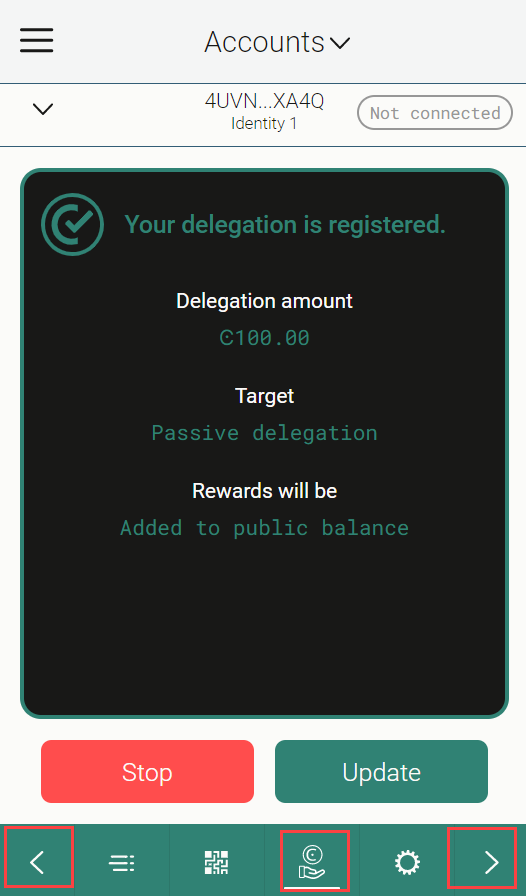 Accounts
4UVN...XA4Q
Identity 1
Not connected
Your delegation is registered.
Delegation amount
Ͼ100.00
Target
Passive delegation
Rewards will be
Added to public balance
Stop
Update